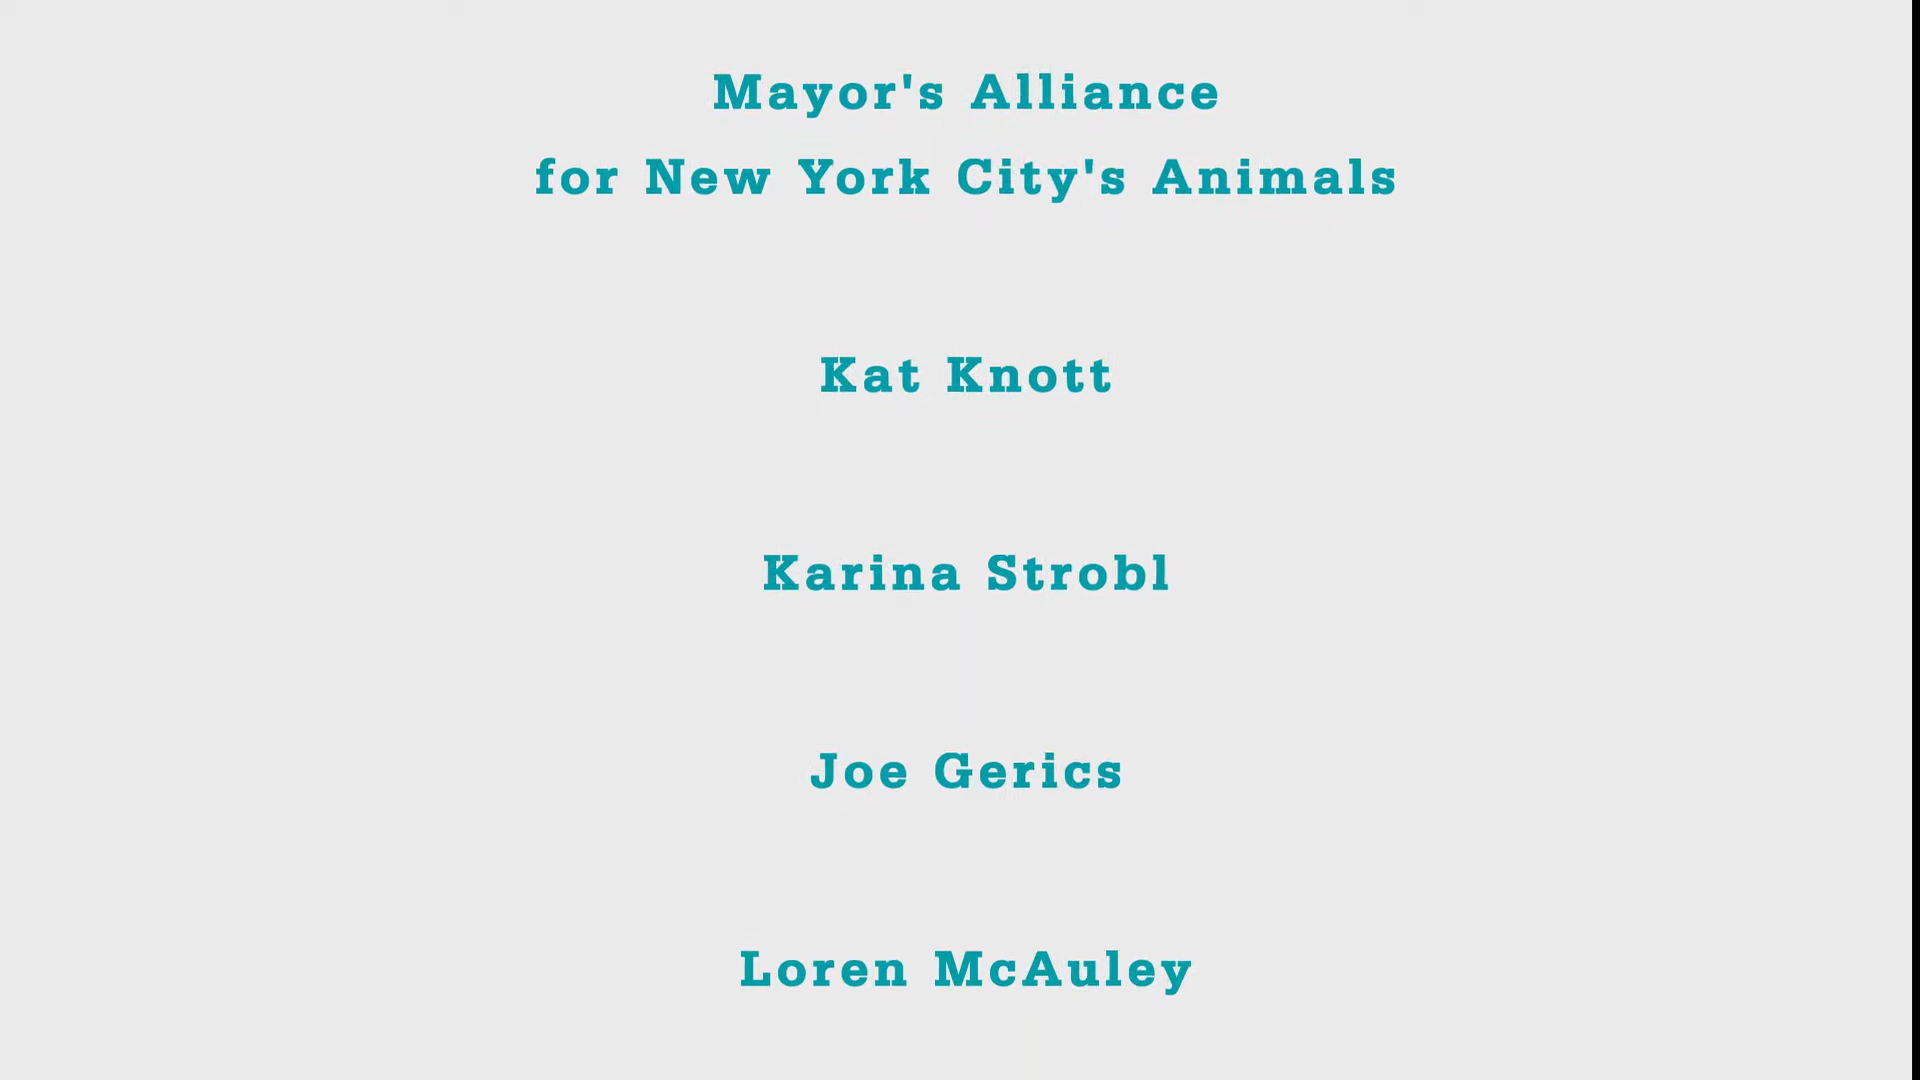 Mayor's Alliance
for New York City's Animals
Kat Knott
Karina Strobl
Joe Gerics
Loren McAuley